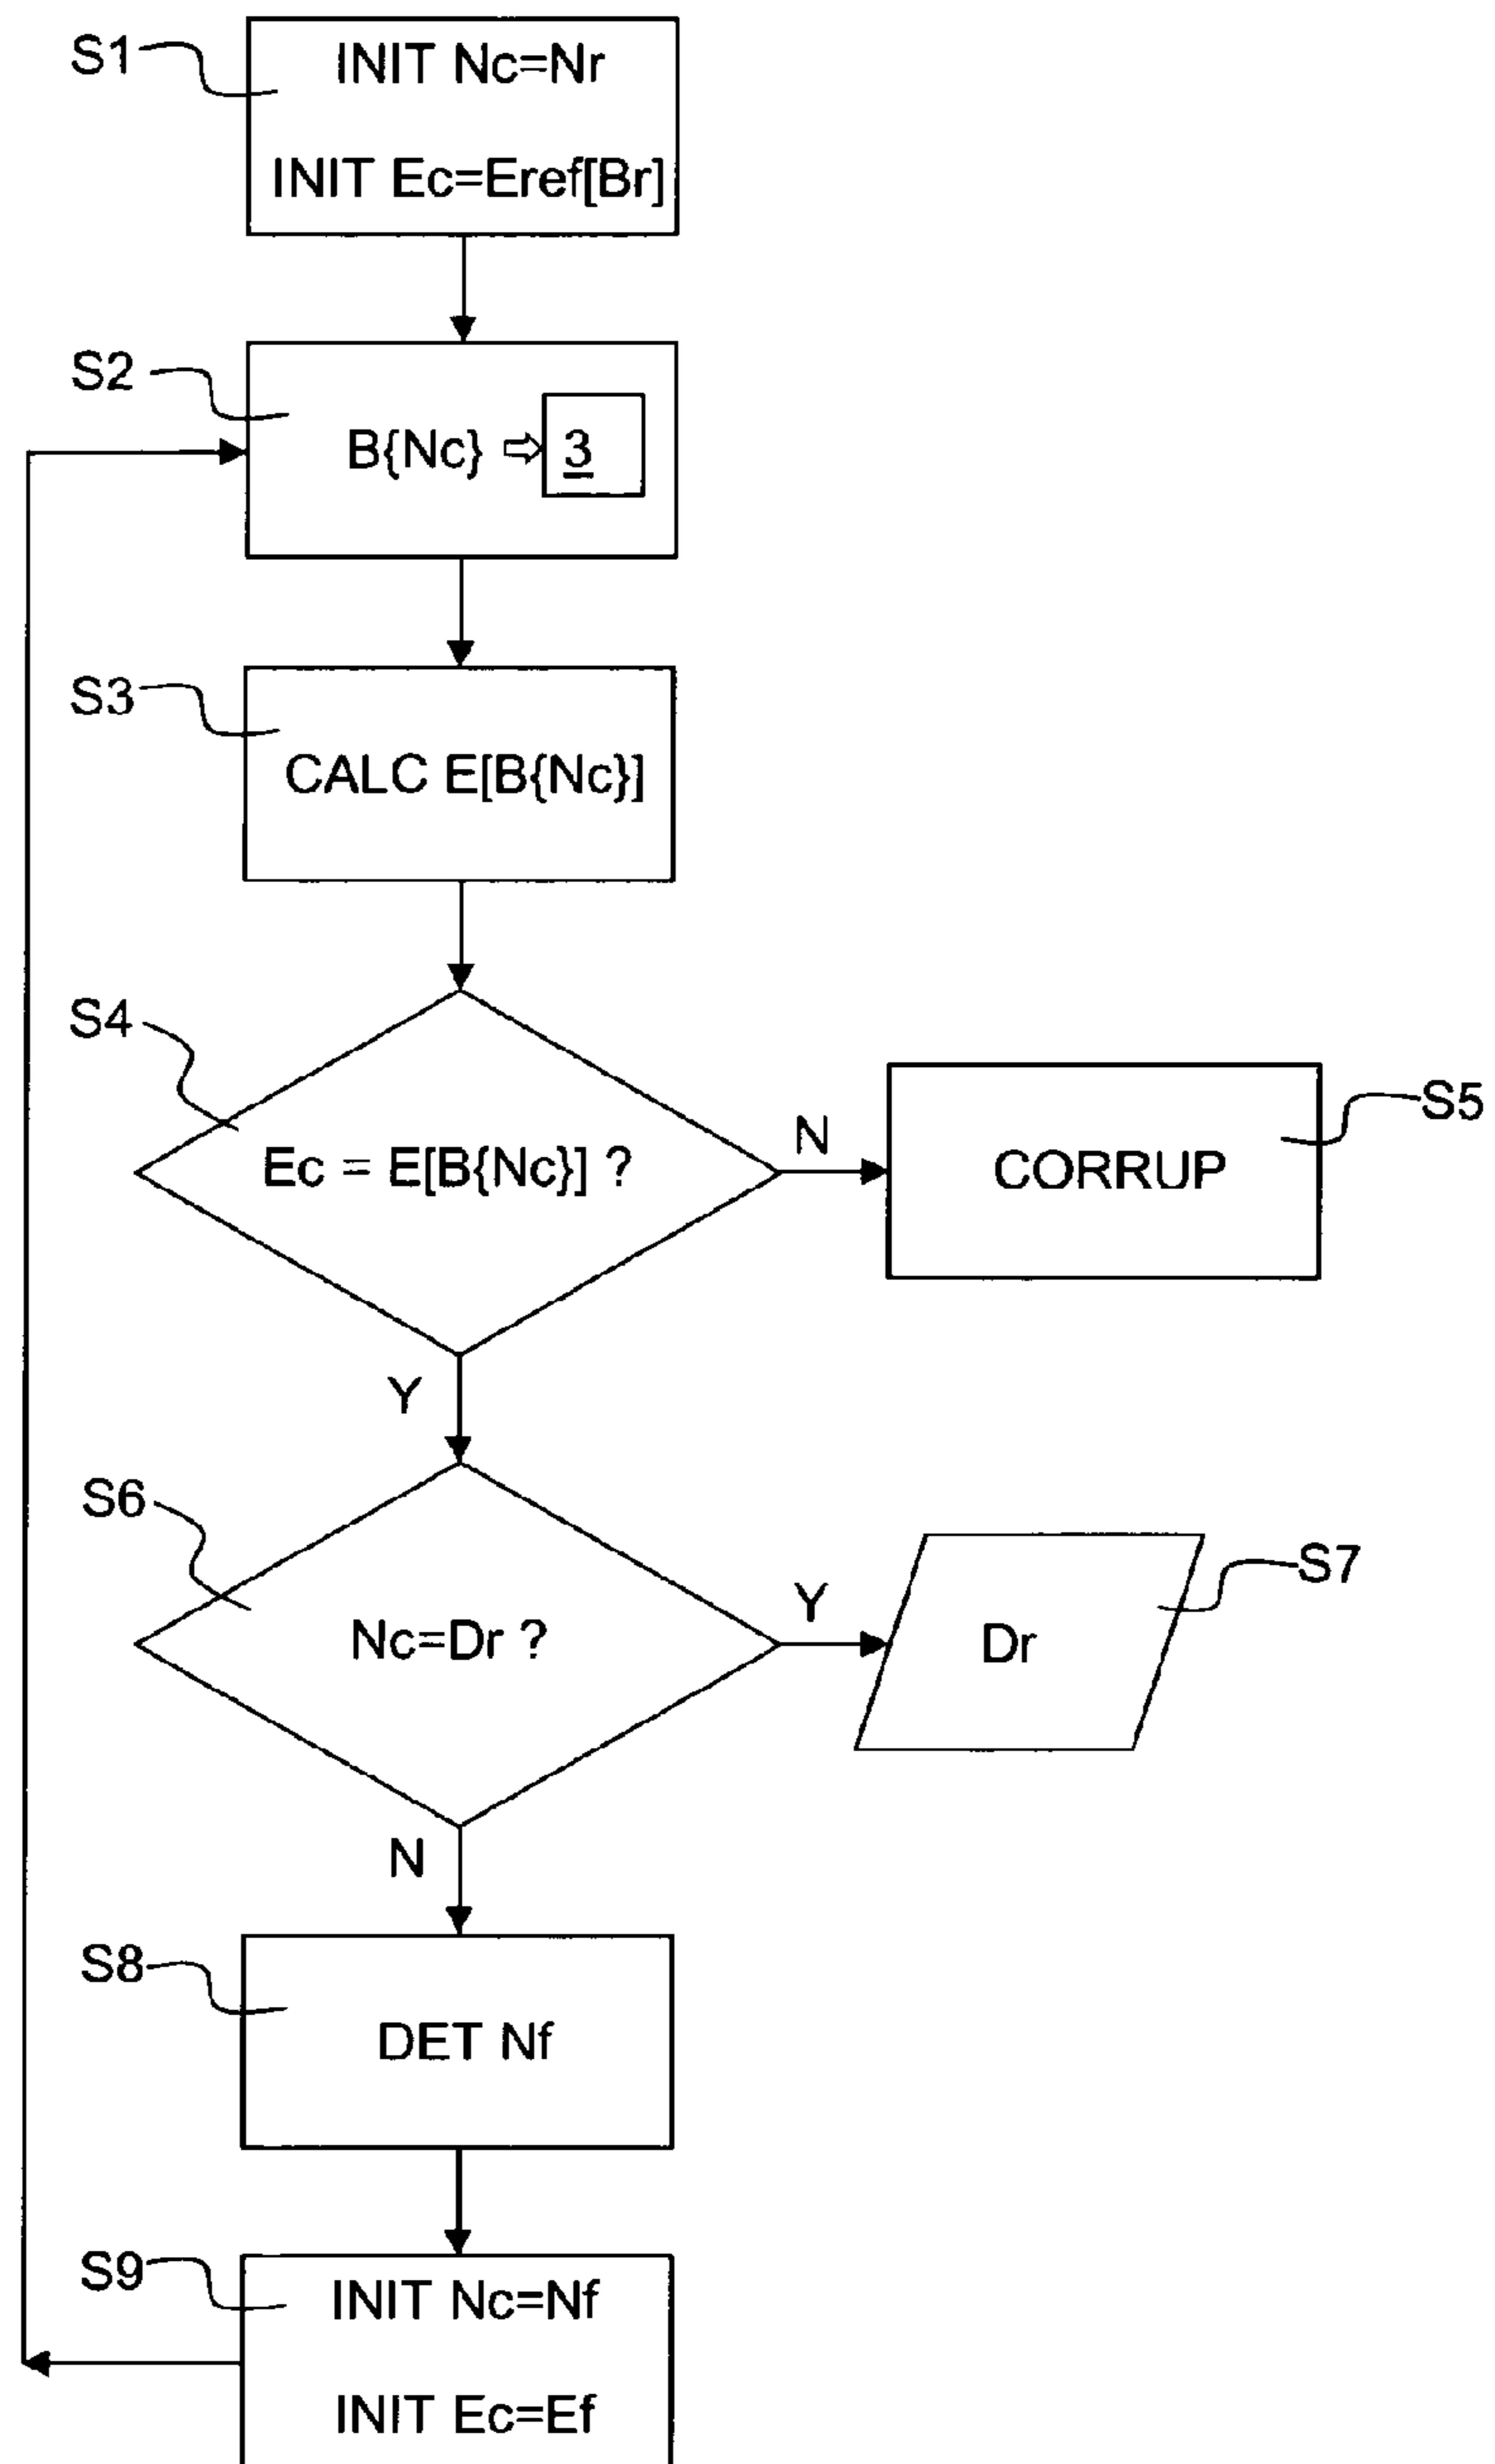 S1
INIT Nc=Nr
INIT Ec=Eref[Br]
S2
B{Nc} ⇨ 3
S3
CALC E[B{Nc}]
S4
Ec = E[B{Nc}] ?
N
CORRUP
S5
Y
S6
Nc=Dr ?
Y
Dr
S7
N
S8
DET Nf
S9
INIT Nc=Nf
INIT Ec=Ef